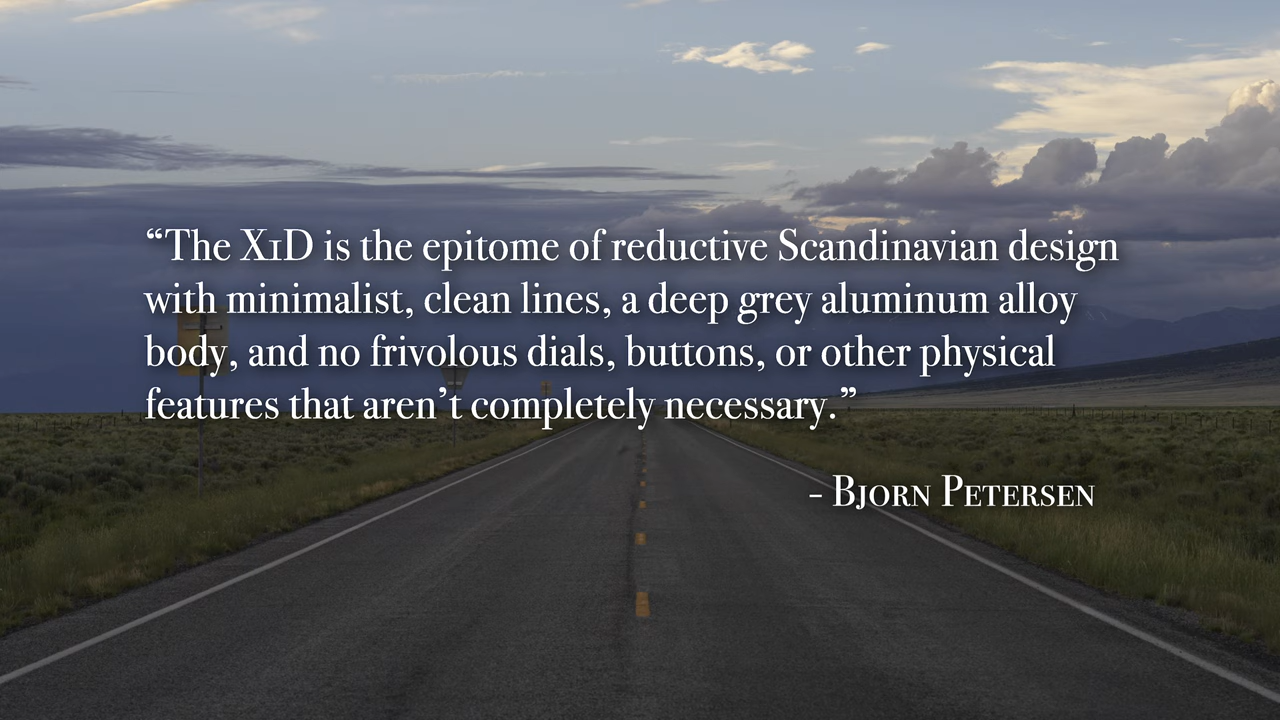 “The X1D is the epitome of reductive Scandinavian design
with minimalist, clean lines, a deep grey aluminum alloy
body, and no frivolous dials, buttons, or other physical
features that aren’t completely necessary.”
- Bjorn Petersen